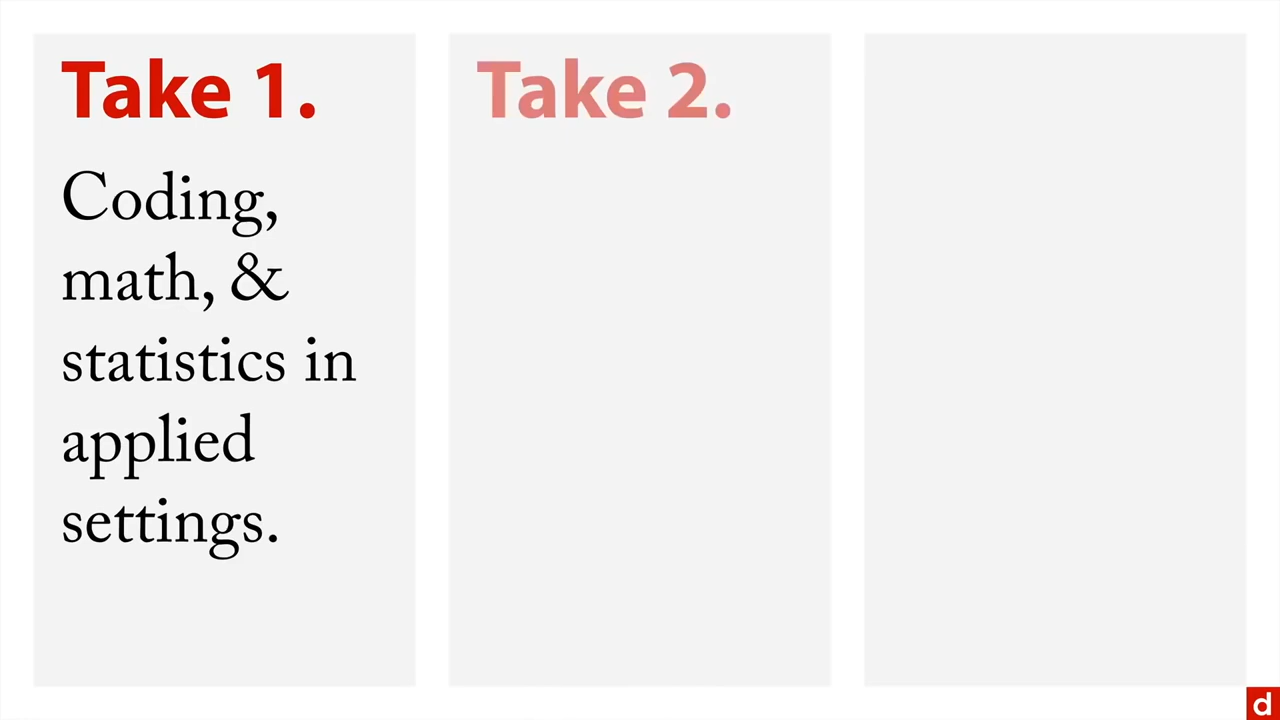 Take 1.
Coding,
math, &
statistics in
applied
settings.
Take 2.
d